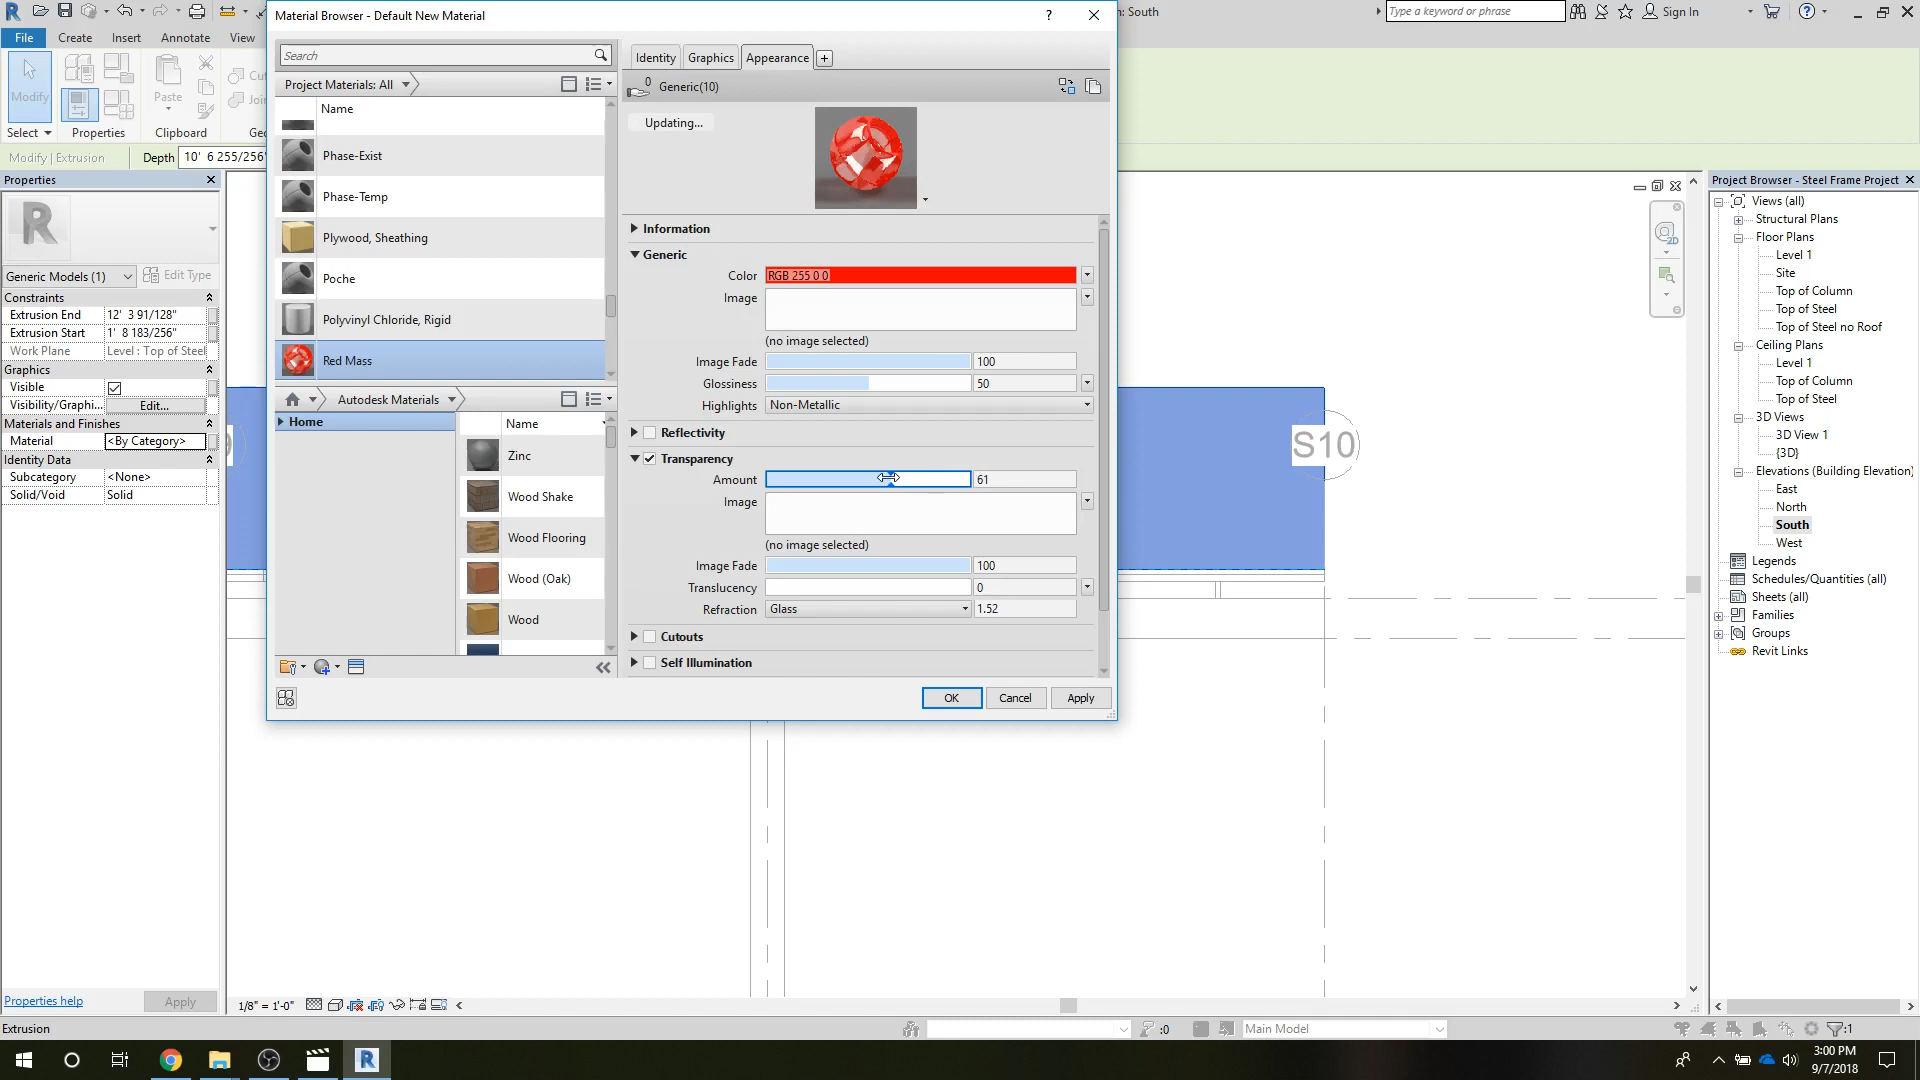 Material Browser - Default New Material
: South
Type a keyword or phrase
Sign In
File
Create
Insert
Annotate
View
Modify
Paste
Select
Properties
Clipboard
Modify | Extrusion
Depth
10' 6 255/256"
Properties
Generic Models (1)
Edit Type
Constraints
Extrusion End
12' 3 91/128"
Extrusion Start
1' 8 183/256"
Work Plane
Level : Top of Steel
Graphics
Visible
Visibility/Graphi...
Edit...
Materials and Finishes
Material
<By Category>
Identity Data
Subcategory
<None>
Solid/Void
Solid
Properties help
Apply
Search
Project Materials: All
Name
Phase-Exist
Phase-Temp
Plywood, Sheathing
Poche
Polyvinyl Chloride, Rigid
Red Mass
Autodesk Materials
Home
Name
Zinc
Wood Shake
Wood Flooring
Wood (Oak)
Wood
Identity
Graphics
Appearance
0
Generic(10)
Updating...
Information
Generic
Color
RGB 255 0 0
Image
(no image selected)
Image Fade
100
Glossiness
50
Highlights
Non-Metallic
Reflectivity
Transparency
Amount
61
Image
(no image selected)
Image Fade
100
Translucency
0
Refraction
Glass
1.52
Cutouts
Self Illumination
OK
Cancel
Apply
2D
S10
Project Browser - Steel Frame Project
Views (all)
Structural Plans
Floor Plans
Level 1
Site
Top of Column
Top of Steel
Top of Steel no Roof
Ceiling Plans
Level 1
Top of Column
Top of Steel
3D Views
3D View 1
{3D}
Elevations (Building Elevation)
East
North
South
West
Legends
Schedules/Quantities (all)
Sheets (all)
Families
Groups
Revit Links
1/8" = 1'-0"
Extrusion
:0
Main Model
:1
3:00 PM
9/7/2018